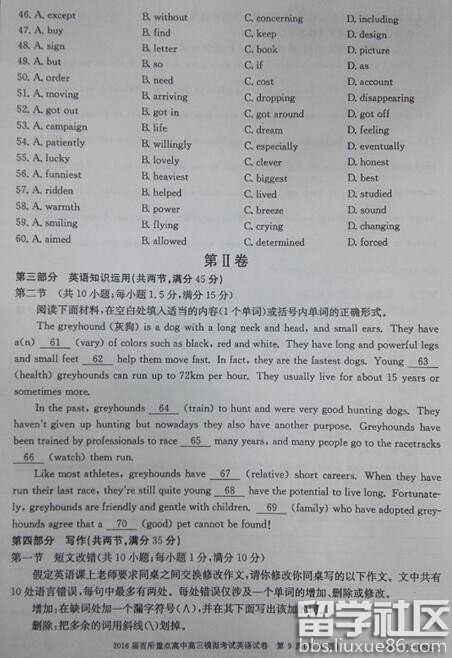 46. A. except B. without C. concerning D. including
47. A. buy B. find C. keep D. design
48. A. sign B. letter C. book D. picture
49. A. but B. so C. if D. as
50. A. order B. need C. cost D. account
51. A. moving B. arriving C. dropping D. disappearing
52. A. got out B. got in C. got around D. got off
53. A. campaign B. life C. dream D. feeling
54. A. patiently B. willingly C. especially D. eventually
55. A. lucky B. lovely C. clever D. honest
56. A. funniest B. heaviest C. biggest D. best
57. A. ridden B. helped C. lived D. studied
58. A. warmth B. power C. breeze D. sound
59. A. smiling B. flying C. crying D. singing
60. A. aimed B. allowed C. determined D. forced
第Ⅱ卷
第三部分 英语知识运用(共两节,满分45分)
第二节 (共10小题;每小题1.5分,满分15分)
阅读下面材料,在空白处填入适当的内容(1个单词)或括号内单词的正确形式。
The greyhound (灰狗) is a dog with a long neck and head, and small ears. They have
a(n) 61 (vary) of colors such as black, red and white. They have long and powerful legs
and small feet 62 help them move fast. In fact, they are the fastest dogs. Young 63
(health) greyhounds can run up to 72km per hour. They usually live for about 15 years or
sometimes more.
In the past, greyhounds 64 (train) to hunt and were very good hunting dogs. They
haven't given up hunting but nowadays they also have another purpose. Greyhounds have
been trained by professionals to race 65 many years, and many people go to the racetracks
66 (watch) them run.
Like most athletes, greyhounds have 67 (relative) short careers. When they have
run their last race, they're still quite young 68 have the potential to live long. Fortunate-
ly, greyhounds are friendly and gentle with children. 69 (family) who have adopted grey-
hounds agree that a 70 (good) pet cannot be found!
第四部分 写作(共两节,满分35分)
第一节 短文改错(共10小题;每小题1分,满分10分)
假定英语课上老师要求同桌之间交换修改作文,请你修改你同桌写的以下作文。文中共有
10处语言错误,每句中最多有两处。每处错误仅涉及一个单词的增加、删除或修改。
增加:在缺词处加一个漏字符号(∧),并在其下面写出该加
删除:把多余的词用斜线(\)划掉。
2016届百所重点高中高三模拟考试英语试卷 第9
留学liuxue86.com
http://bbs.liuxue86.com